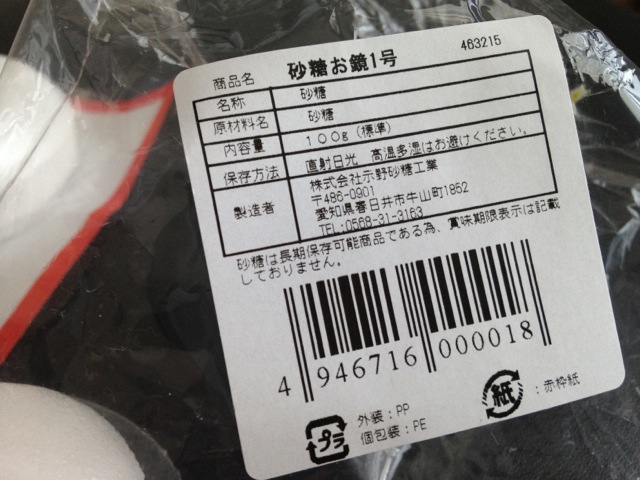 商品名 砂糖お鏡1号 463215
名称 砂糖
原材料名 砂糖
内容量 100g(標準)
保存方法 直射日光 高温多湿はお避けください。
製造者 株式会社示野砂糖工業
〒486-0901
愛知県春日井市牛山町1852
TEL:0568-31-3163
砂糖は長期保存可能商品である為、賞味期限表示は記載
しておりません。
4 946716 000018
プラ 外装:PP
個包装:PE
紙 :赤枠紙